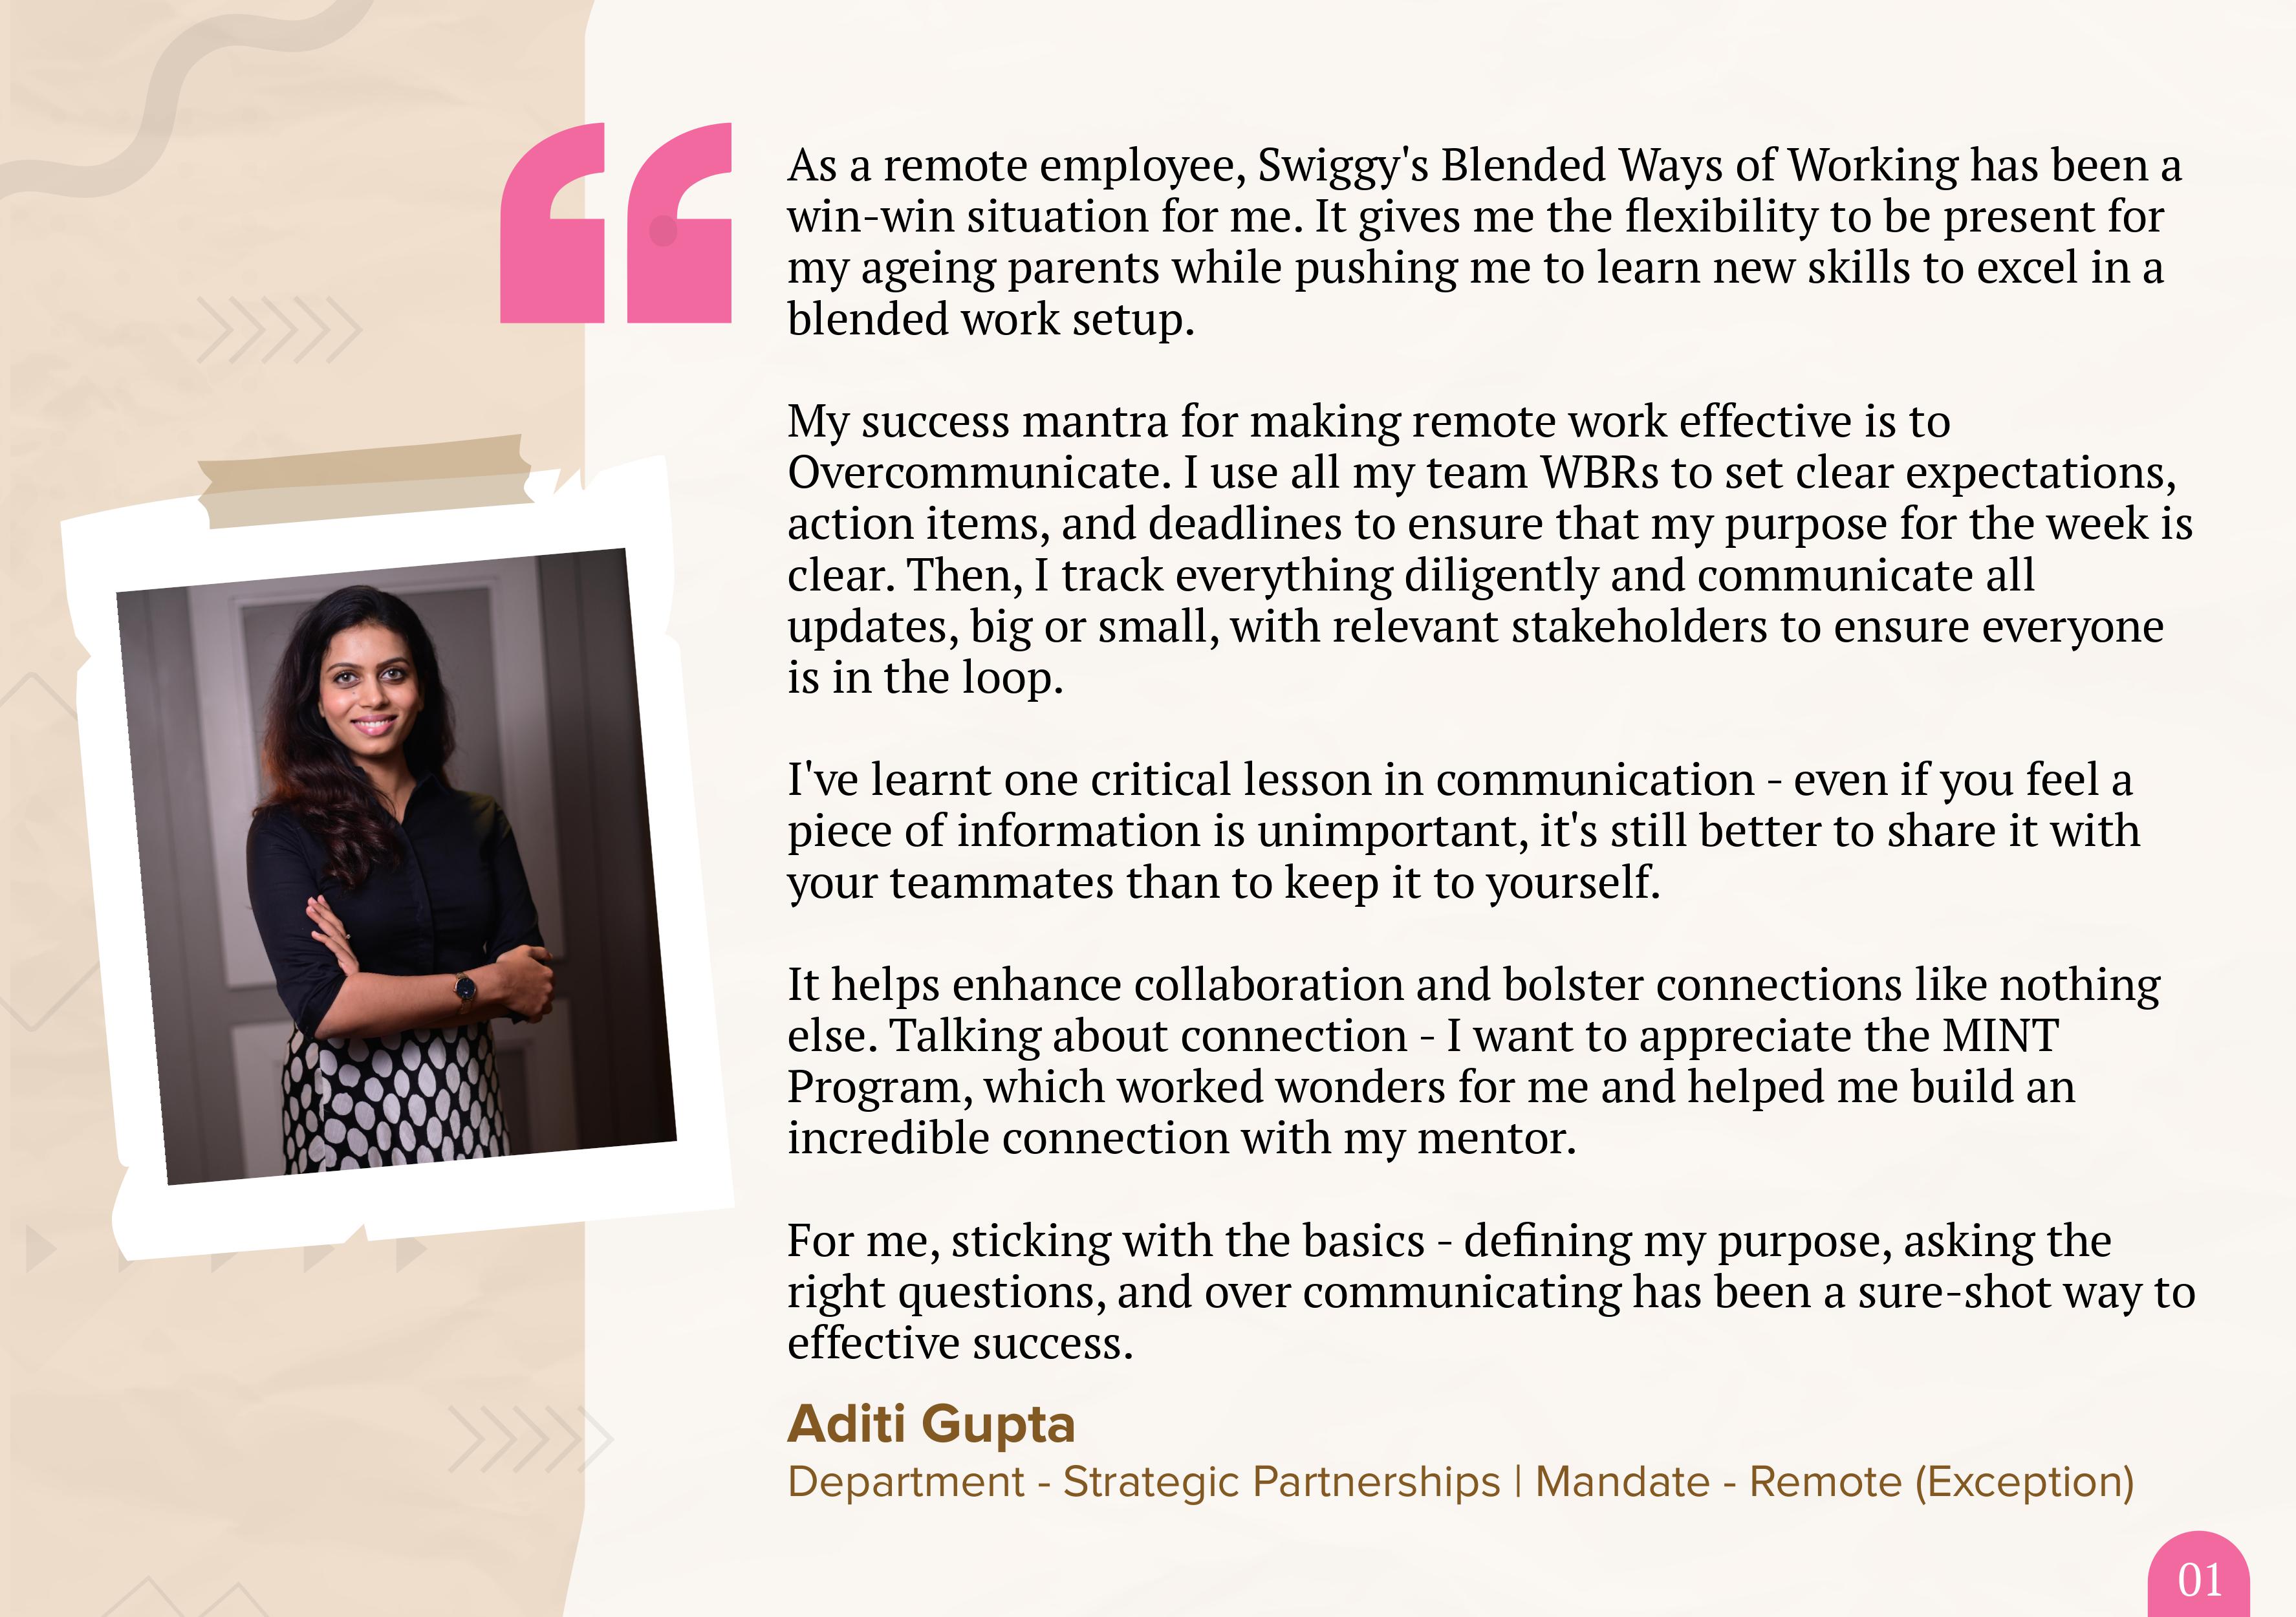 As a remote employee, Swiggy's Blended Ways of Working has been a
win-win situation for me. It gives me the flexibility to be present for
my ageing parents while pushing me to learn new skills to excel in a
blended work setup.
My success mantra for making remote work effective is to
Overcommunicate. I use all my team WBRs to set clear expectations,
action items, and deadlines to ensure that my purpose for the week is
clear. Then, I track everything diligently and communicate all
updates, big or small, with relevant stakeholders to ensure everyone
is in the loop.
I've learnt one critical lesson in communication - even if you feel a
piece of information is unimportant, it's still better to share it with
your teammates than to keep it to yourself.
It helps enhance collaboration and bolster connections like nothing
else. Talking about connection - I want to appreciate the MINT
Program, which worked wonders for me and helped me build an
incredible connection with my mentor.
For me, sticking with the basics - defining my purpose, asking the
right questions, and over communicating has been a sure-shot way to
effective success.
Aditi Gupta
Department - Strategic Partnerships | Mandate - Remote (Exception)
01